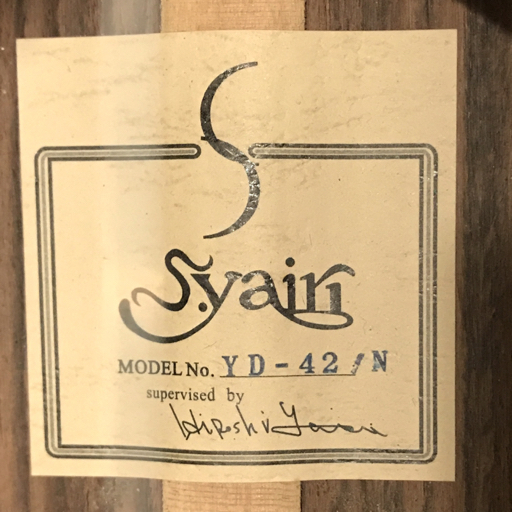 S
S.yairi
MODEL No. YD-42/N
supervised by
Hiroshi Yairi